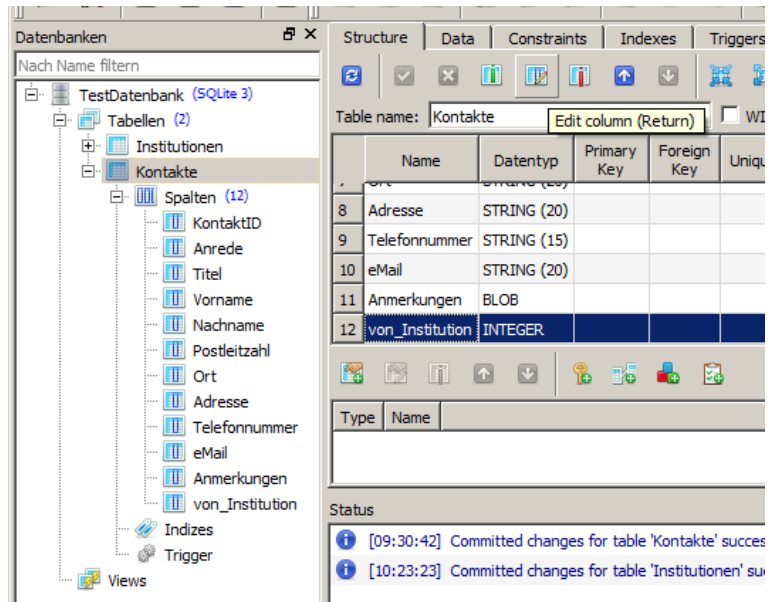 Datenbanken
Nach Name filtern
TestDatenbank (SQLite 3)
Tabellen (2)
Institutionen
Kontakte
Spalten (12)
KontaktID
Anrede
Titel
Vorname
Nachname
Postleitzahl
Ort
Adresse
Telefonnummer
eMail
Anmerkungen
von_Institution
Indizes
Trigger
Views
Structure Data Constraints Indexes Triggers
Table name: Kontakte WI
Edit column (Return)
Name Datentyp Primary Key Foreign Key Uniqu
8 Adresse STRING (20)
9 Telefonnummer STRING (15)
10 eMail STRING (20)
11 Anmerkungen BLOB
12 von_Institution INTEGER
Type Name
Status
[09:30:42] Committed changes for table 'Kontakte' succes
[10:23:23] Committed changes for table 'Institutionen' su